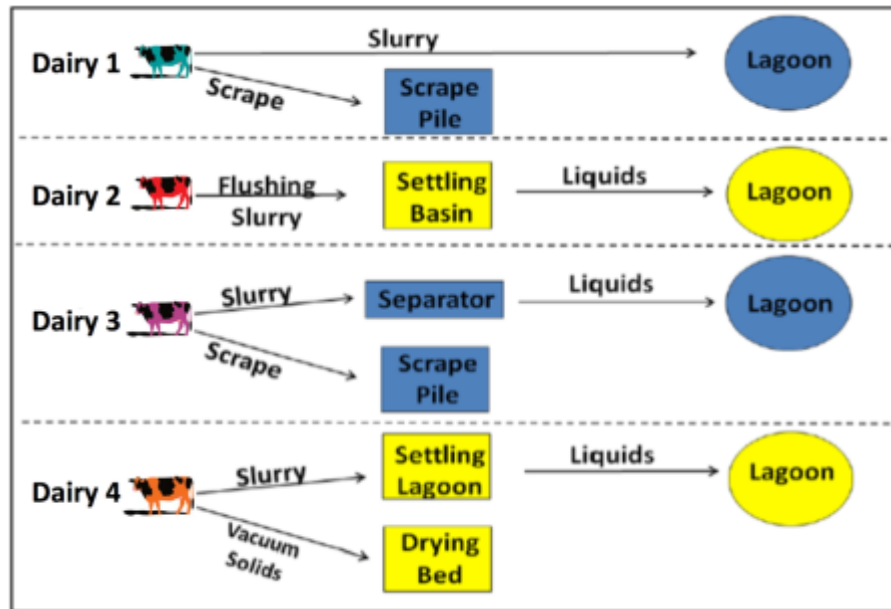 Slurry
Dairy 1
Lagoon
Scrape
Scrape
Pile
Dairy 2
Flushing
Slurry
Settling
Basin
Liquids
Lagoon
Dairy 3
Slurry
Separator
Liquids
Lagoon
Scrape
Scrape
Pile
Dairy 4
Slurry
Settling
Lagoon
Liquids
Lagoon
Vacuum
Solids
Drying
Bed